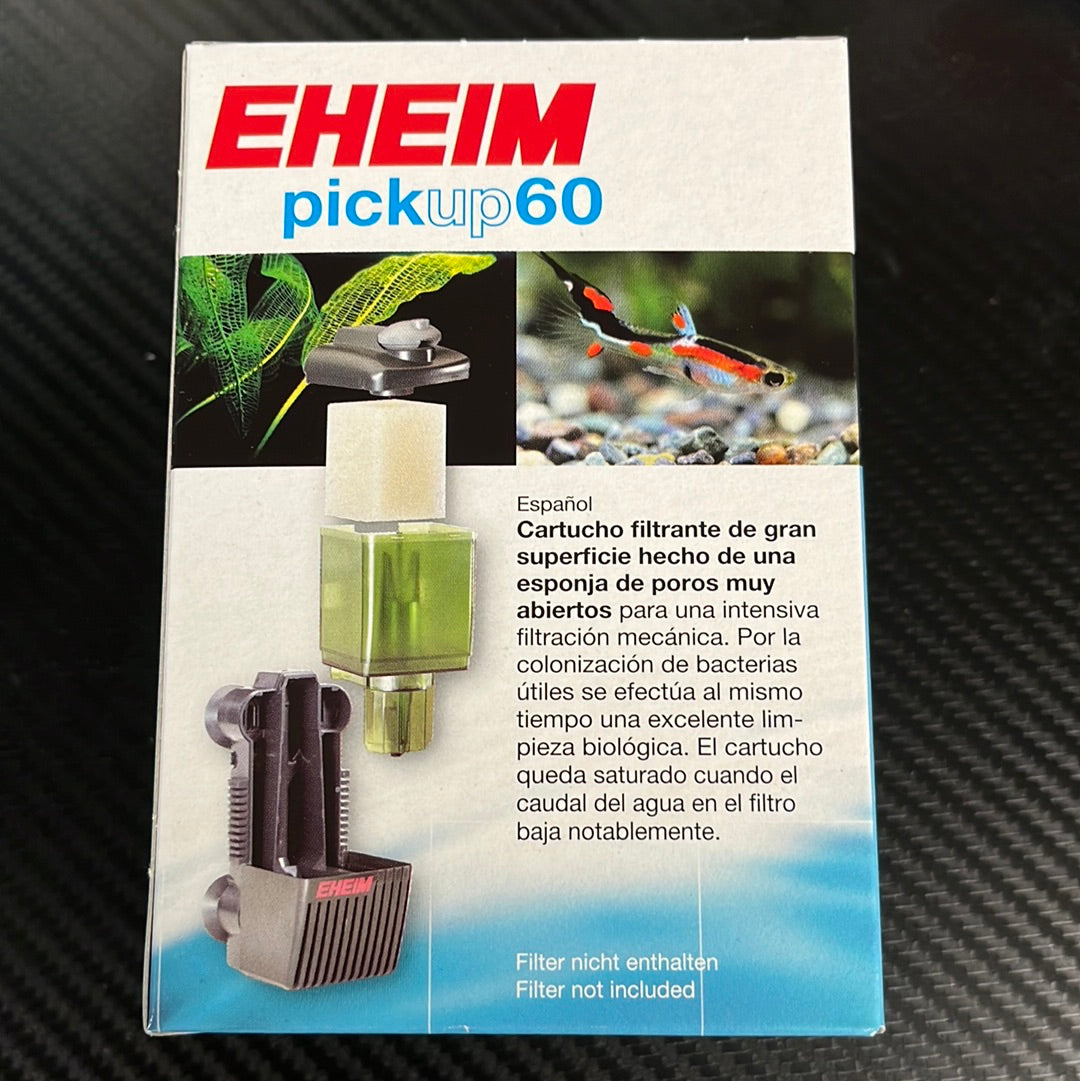 EHEIM
pickup60
Español
Cartucho filtrante de gran
superficie hecho de una
esponja de poros muy
abiertos para una intensiva
filtración mecánica. Por la
colonización de bacterias
útiles se efectúa al mismo
tiempo una excelente lim-
pieza biológica. El cartucho
queda saturado cuando el
caudal del agua en el filtro
baja notablemente.
EHEIM
Filter nicht enthalten
Filter not included